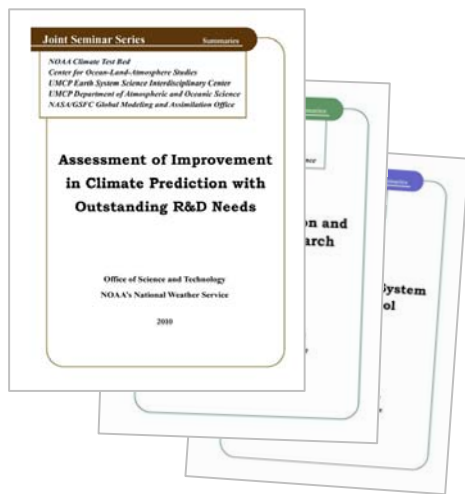 Joint Seminar Series Summaries
NOAA Climate Test Bed
Center for Ocean-Land-Atmosphere Studies
UMCP Earth System Science Interdisciplinary Center
UMCP Department of Atmospheric and Oceanic Science
NASA/GSFC Global Modeling and Assimilation Office
Assessment of Improvement
in Climate Prediction with
Outstanding R&D Needs
Office of Science and Technology
NOAA's National Weather Service
2010
on and
arch
System
ol